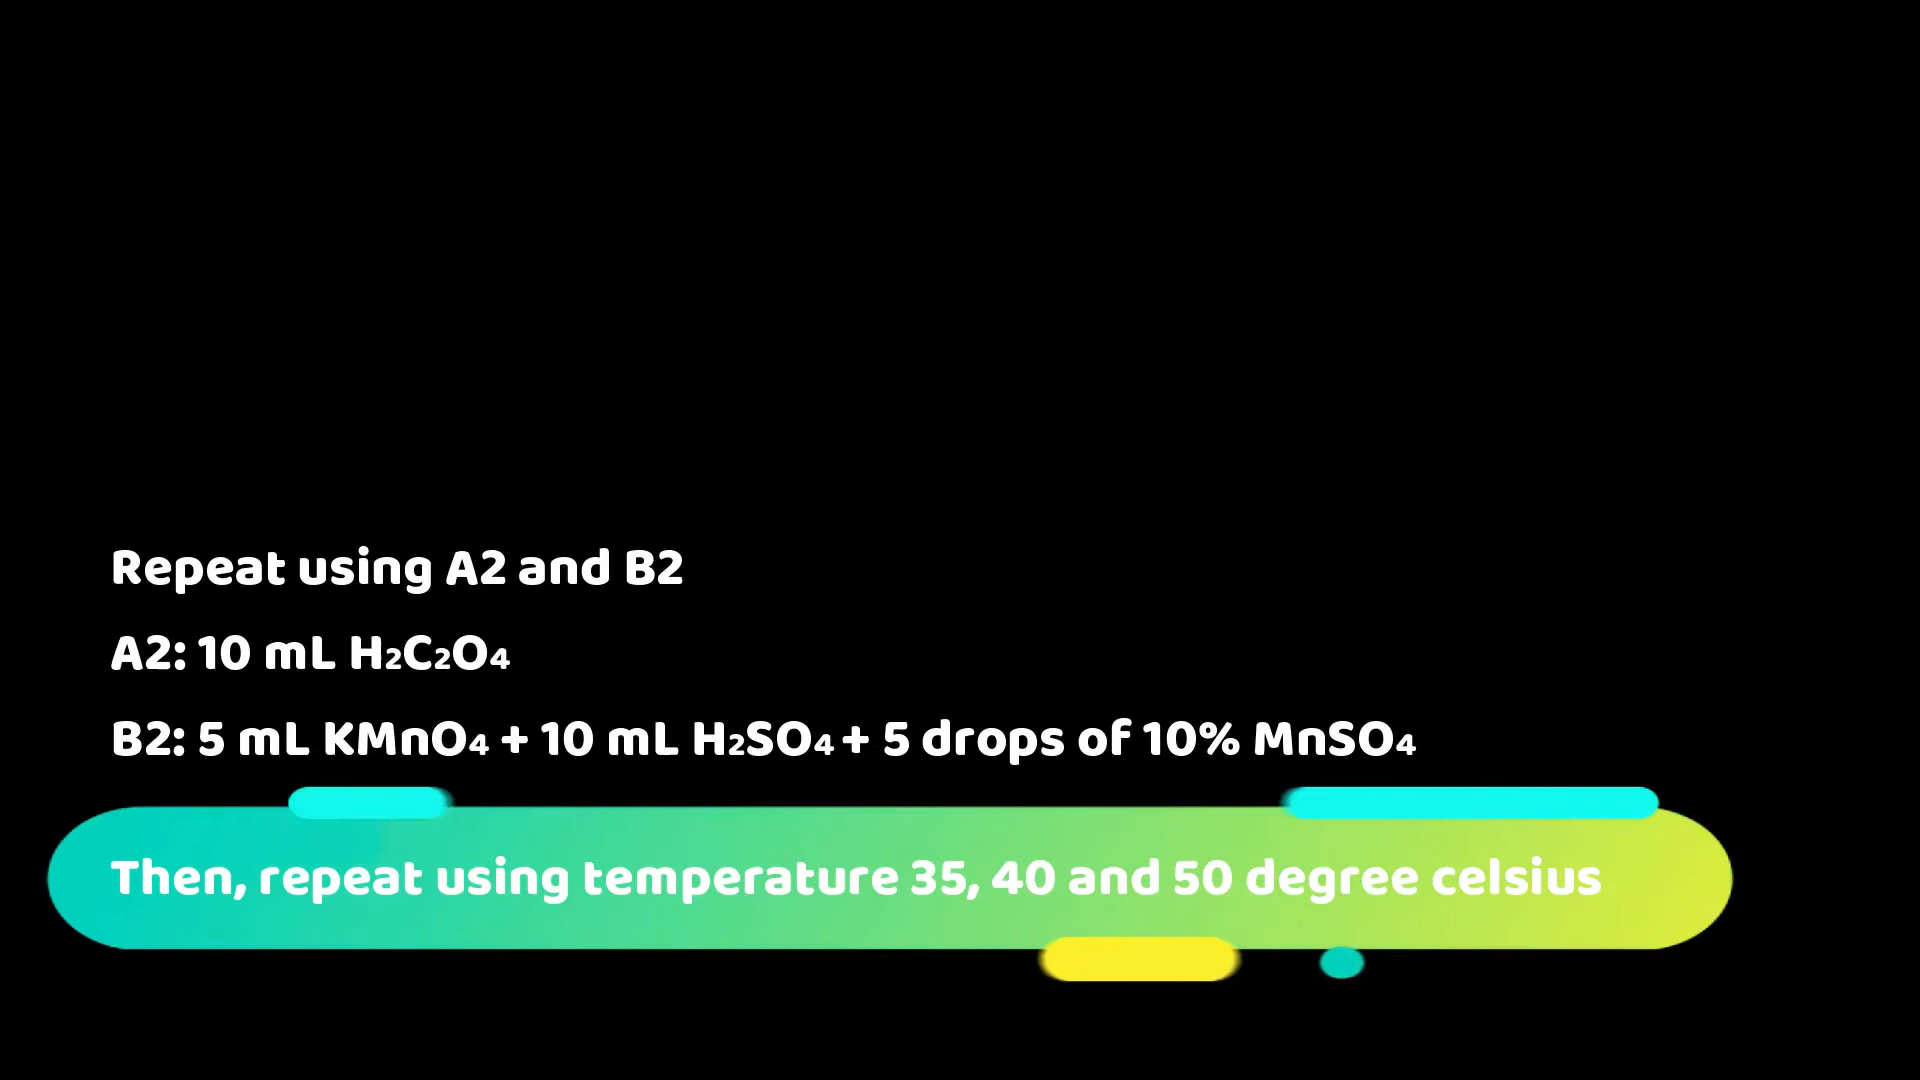 Repeat using A2 and B2
A2: 10 mL H₂C₂O₄
B2: 5 mL KMnO₄ + 10 mL H₂SO₄ + 5 drops of 10% MnSO₄
Then, repeat using temperature 35, 40 and 50 degree celsius